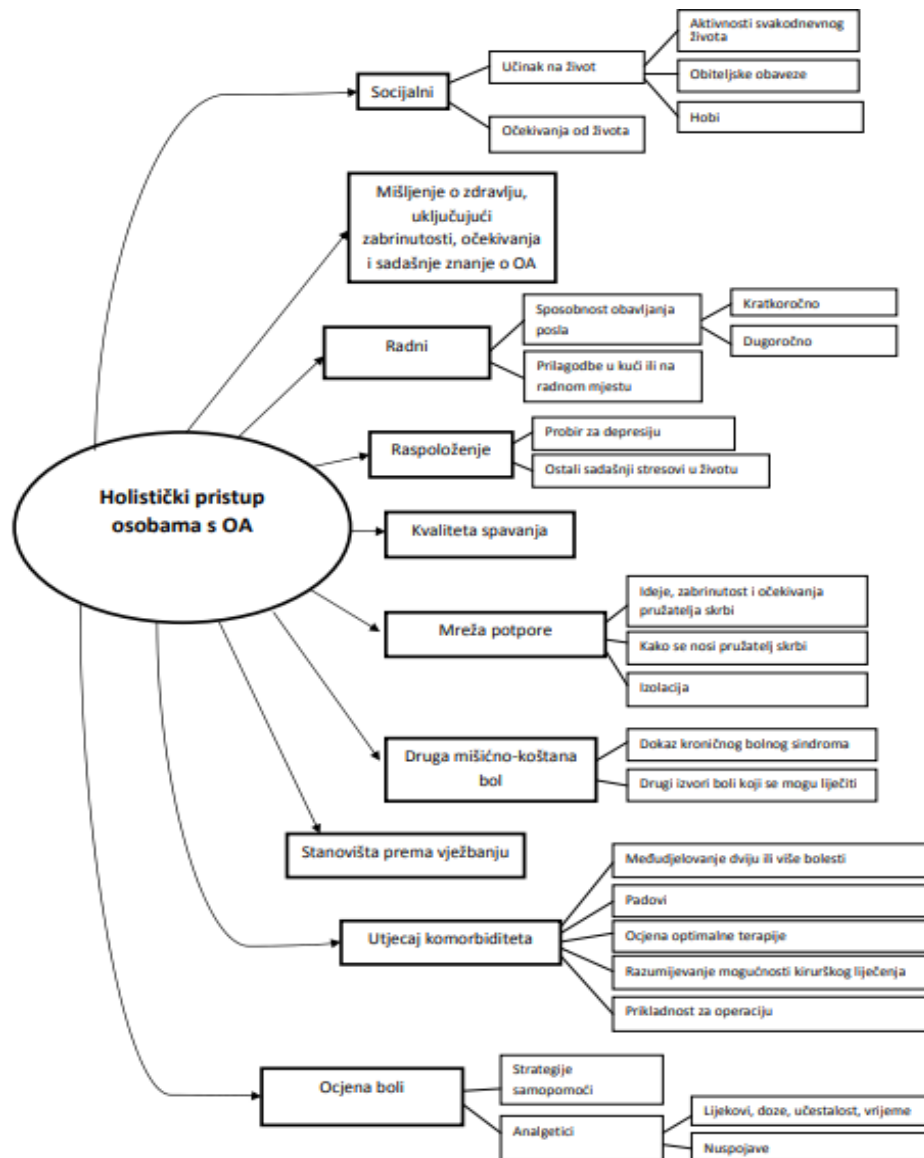 Aktivnosti svakodnevnog
života
Učinak na život
Socijalni
Obiteljske obaveze
Hobi
Očekivanja od života
Mišljenje o zdravlju,
uključujući
zabrinutosti, očekivanja
i sadašnje znanje o OA
Radni
Sposobnost obavljanja
posla
Kratkoročno
Dugoročno
Prilagodbe u kući ili na
radnom mjestu
Raspoloženje
Probir za depresiju
Ostali sadašnji stresovi u životu
Holistički pristup
osobama s OA
Kvaliteta spavanja
Mreža potpore
Ideje, zabrinutost i očekivanja
pružatelja skrbi
Kako se nosi pružatelj skrbi
Izolacija
Druga mišićno-koštana
bol
Dokaz kroničnog bolnog sindroma
Drugi izvori boli koji se mogu liječiti
Stanovišta prema vježbanju
Utjecaj komorbiditeta
Međudjelovanje dviju ili više bolesti
Padovi
Ocjena optimalne terapije
Razumijevanje mogućnosti kirurškog liječenja
Prikladnost za operaciju
Ocjena boli
Strategije
samopomoći
Analgetici
Lijekovi, doze, učestalost, vrijeme
Nuspojave